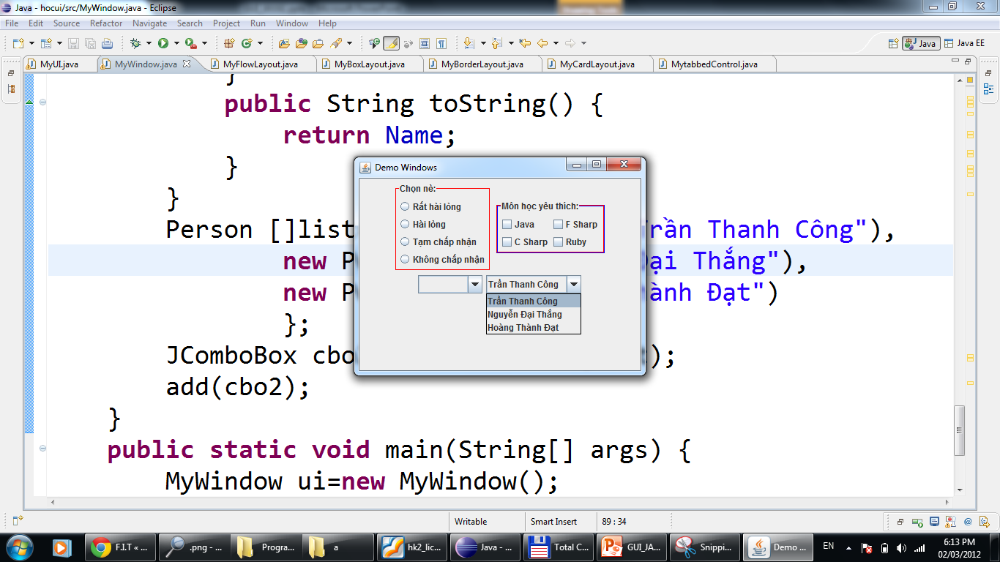 Java - hocui/src/MyWindow.java - Eclipse
File Edit Source Refactor Navigate Search Project Run Window Help
Java Java EE
MyUI.java MyWindow.java MyFlowLayout.java MyBoxLayout.java MyBorderLayout.java MyCardLayout.java MytabbedControl.java
}
public String toString() {
return Name;
}
}
Person []list rần Thanh Công"),
new P ại Thắng"),
new P ành Đạt")
};
JComboBox cbo );
add(cbo2);
}
public static void main(String[] args) {
MyWindow ui=new MyWindow();
Demo Windows
Chọn nè:
Rất hài lòng
Hài lòng
Tạm chấp nhận
Không chấp nhận
Môn học yêu thích:
Java F Sharp
C Sharp Ruby
Trần Thanh Công
Trần Thanh Công
Nguyễn Đại Thắng
Hoàng Thành Đạt
Writable Smart Insert 89 : 34
F.I.T « ... .png - ... Progra... a hk2_lic... Java - ... Total C... GUI_JA... Snippi... Demo ... EN 6:13 PM
02/03/2012